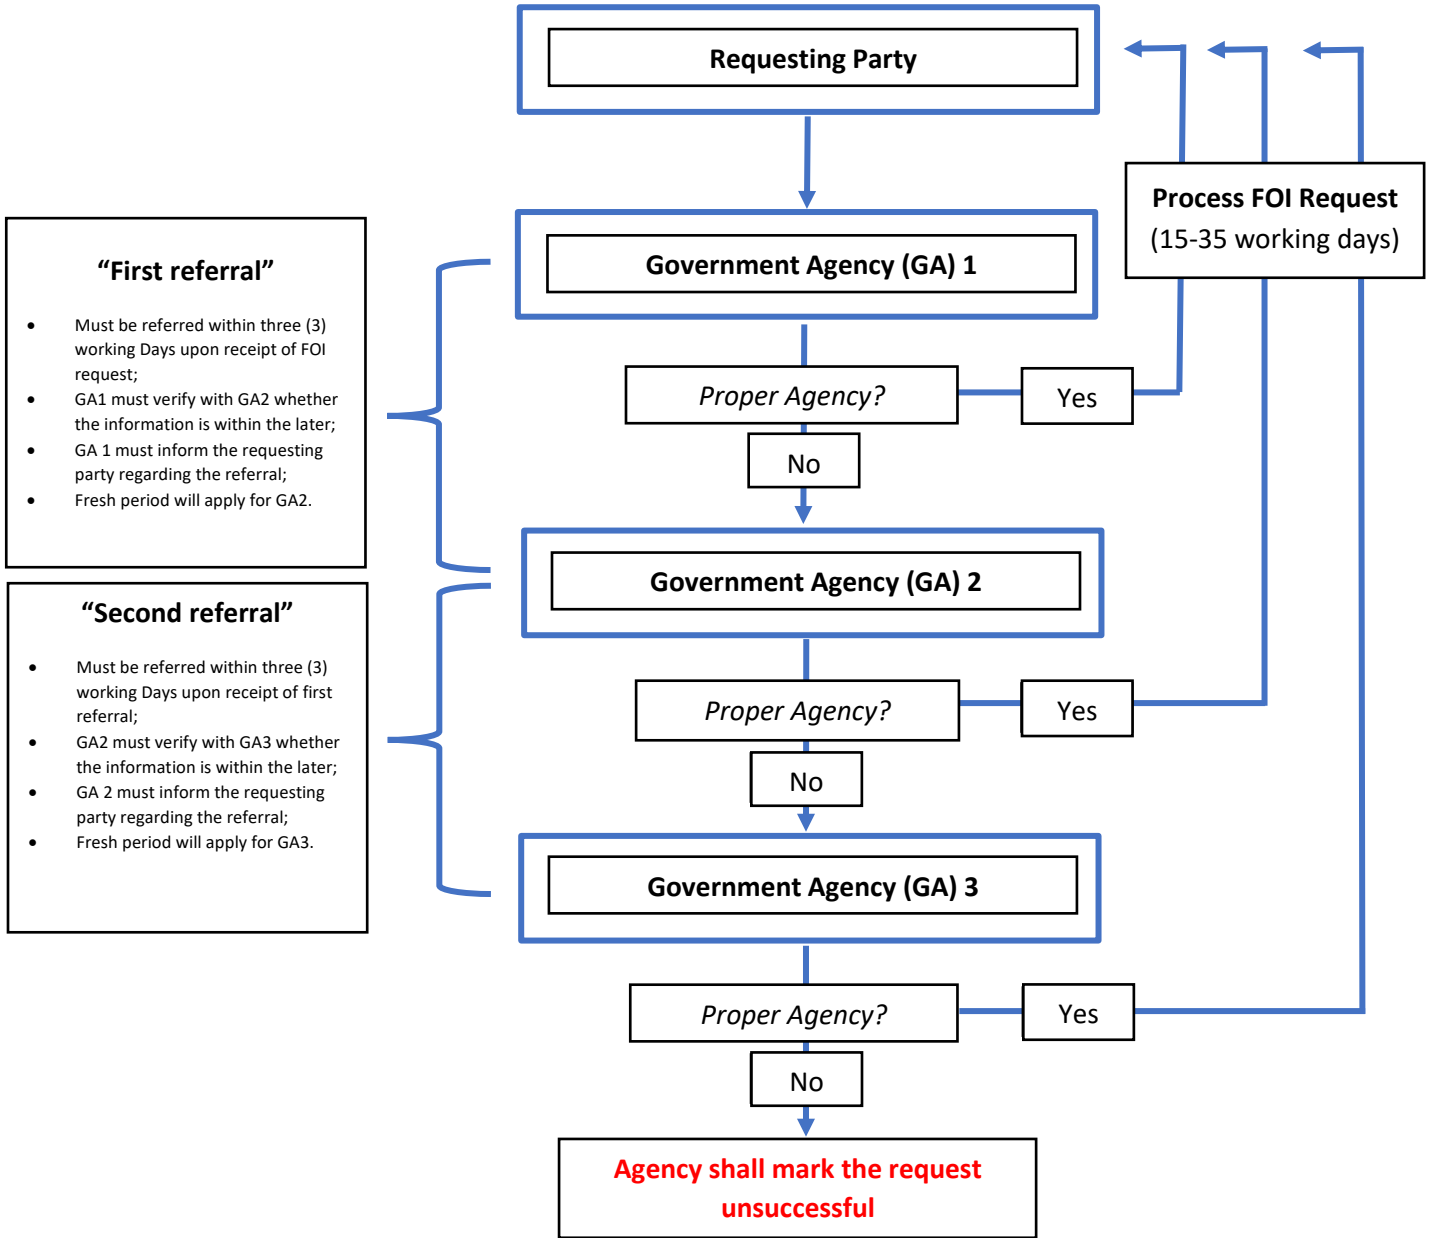 Requesting Party
Process FOI Request
(15-35 working days)
Government Agency (GA) 1
“First referral”
• Must be referred within three (3)
working Days upon receipt of FOI
request;
• GA1 must verify with GA2 whether
the information is within the later;
• GA 1 must inform the requesting
party regarding the referral;
• Fresh period will apply for GA2.
Proper Agency?
Yes
No
Government Agency (GA) 2
“Second referral”
• Must be referred within three (3)
working Days upon receipt of first
referral;
• GA2 must verify with GA3 whether
the information is within the later;
• GA 2 must inform the requesting
party regarding the referral;
• Fresh period will apply for GA3.
Proper Agency?
Yes
No
Government Agency (GA) 3
Proper Agency?
Yes
No
Agency shall mark the request
unsuccessful